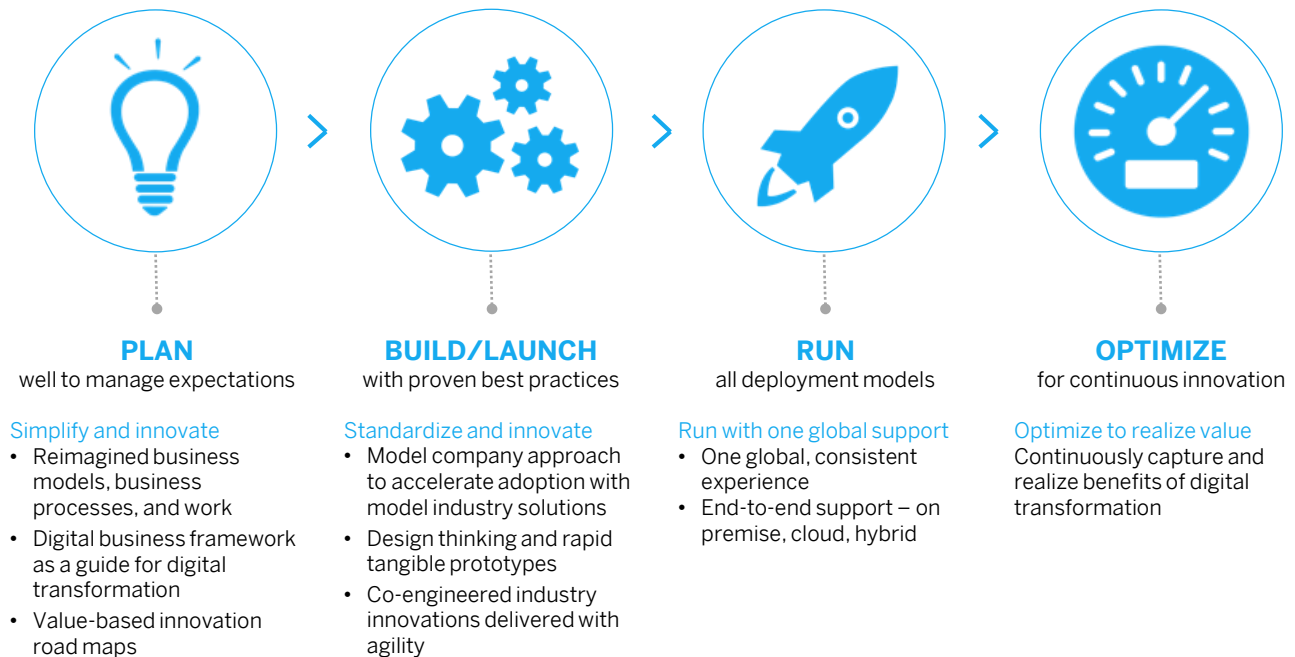 PLAN
well to manage expectations
Simplify and innovate
• Reimagined business
models, business
processes, and work
• Digital business framework
as a guide for digital
transformation
• Value-based innovation
road maps
BUILD/LAUNCH
with proven best practices
Standardize and innovate
• Model company approach
to accelerate adoption with
model industry solutions
• Design thinking and rapid
tangible prototypes
• Co-engineered industry
innovations delivered with
agility
RUN
all deployment models
Run with one global support
• One global, consistent
experience
• End-to-end support – on
premise, cloud, hybrid
OPTIMIZE
for continuous innovation
Optimize to realize value
Continuously capture and
realize benefits of digital
transformation